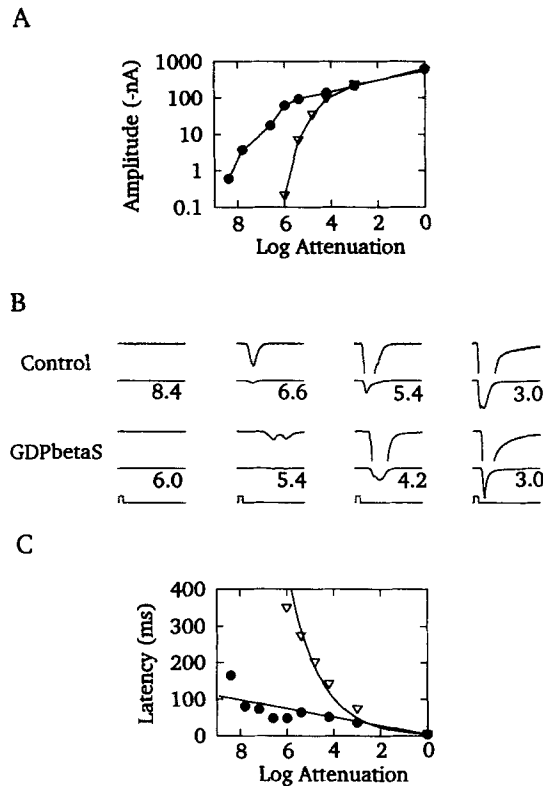 A
Amplitude (-nA)
1000
100
10
1
0.1
8 6 4 2 0
Log Attenuation
B
Control
8.4 6.6 5.4 3.0
GDPbetaS
6.0 5.4 4.2 3.0
C
Latency (ms)
400
300
200
100
0
8 6 4 2 0
Log Attenuation